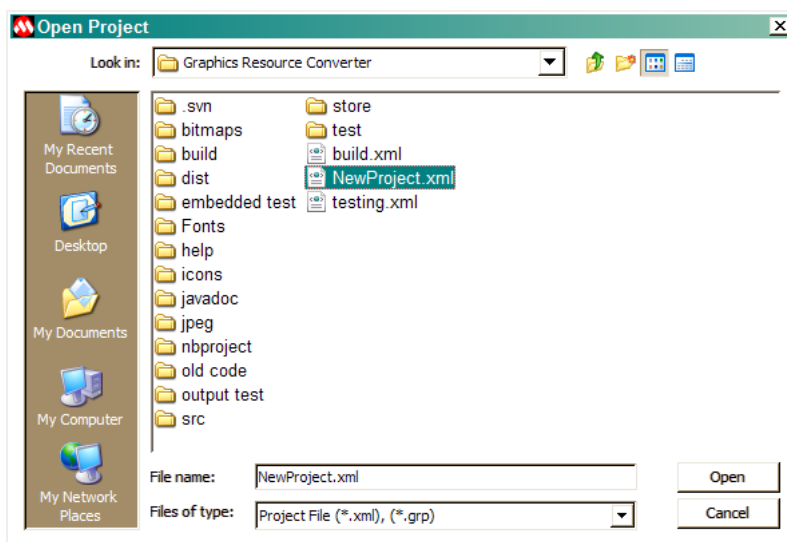 Open Project
Look in:
Graphics Resource Converter
My Recent
Documents
Desktop
My Documents
My Computer
My Network
Places
.svn
bitmaps
build
dist
embedded test
Fonts
help
icons
javadoc
jpeg
nbproject
old code
output test
src
store
test
build.xml
NewProject.xml
testing.xml
File name:
NewProject.xml
Open
Files of type:
Project File (*.xml), (*.grp)
Cancel